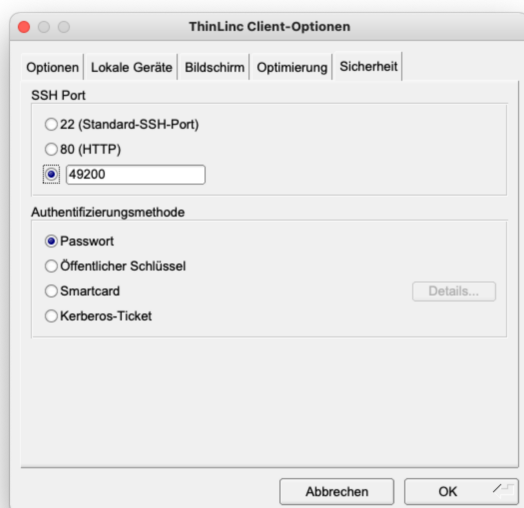 ThinLinc Client-Optionen
Optionen Lokale Geräte Bildschirm Optimierung Sicherheit
SSH Port
22 (Standard-SSH-Port)
80 (HTTP)
49200
Authentifizierungsmethode
Passwort
Öffentlicher Schlüssel
Smartcard Details...
Kerberos-Ticket
Abbrechen OK